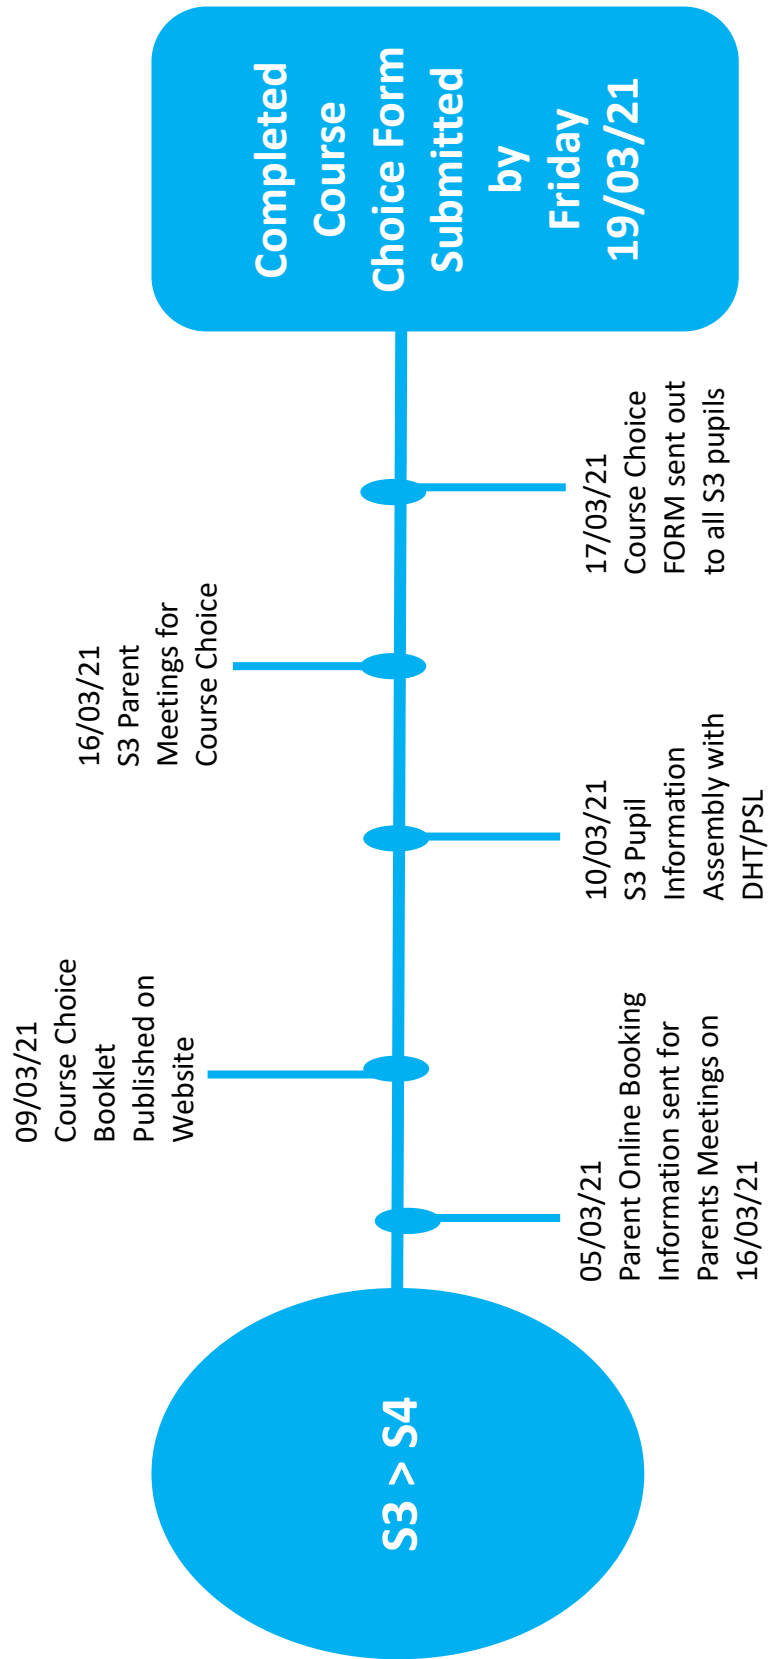 S3 > S4
05/03/21
Parent Online Booking
Information sent for
Parents Meetings on
16/03/21
09/03/21
Course Choice
Booklet
Published on
Website
10/03/21
S3 Pupil
Information
Assembly with
DHT/PSL
16/03/21
S3 Parent
Meetings for
Course Choice
17/03/21
Course Choice
FORM sent out
to all S3 pupils
Completed
Course
Choice Form
Submitted
by
Friday
19/03/21